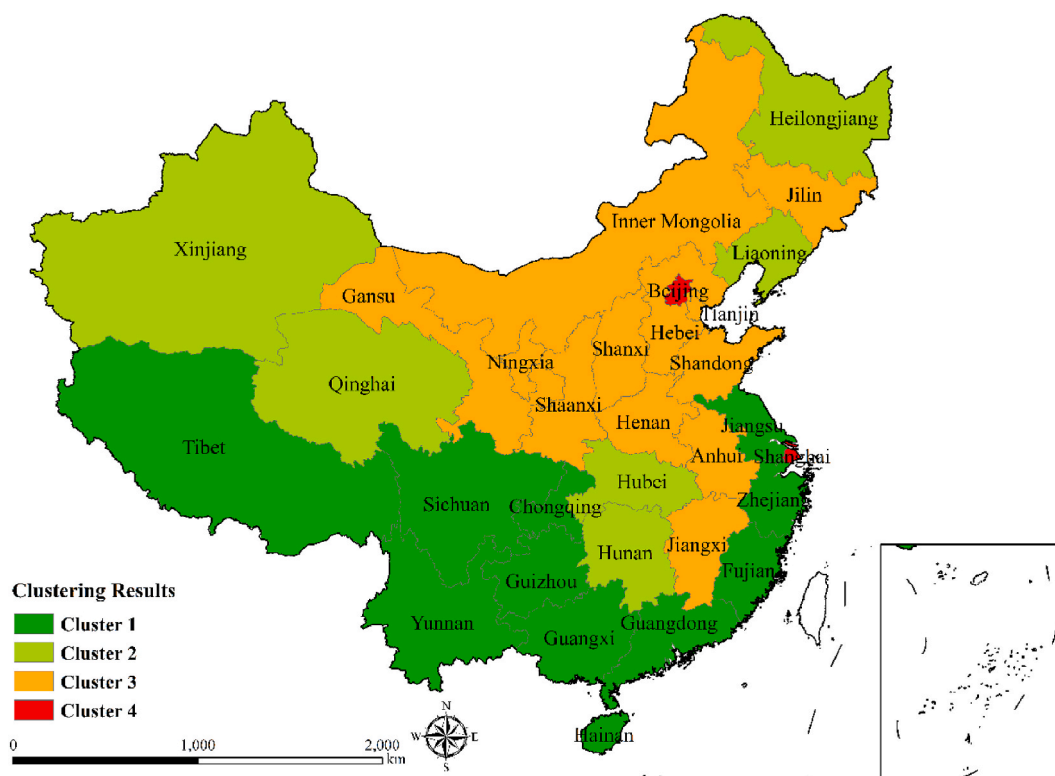 Heilongjiang
Jilin
Inner Mongolia
Liaoning
Xinjiang
Gansu
Beijing
Tianjin
Hebei
Shanxi
Ningxia
Shandong
Qinghai
Shaanxi
Henan
Jiangsu
Tibet
Anhui
Shanghai
Hubei
Sichuan
Chongqing
Zhejiang
Hunan
Jiangxi
Guizhou
Fujian
Yunnan
Guangxi
Guangdong
Hainan
Clustering Results
Cluster 1
Cluster 2
Cluster 3
Cluster 4
N
W E
S
0 1,000 2,000
km